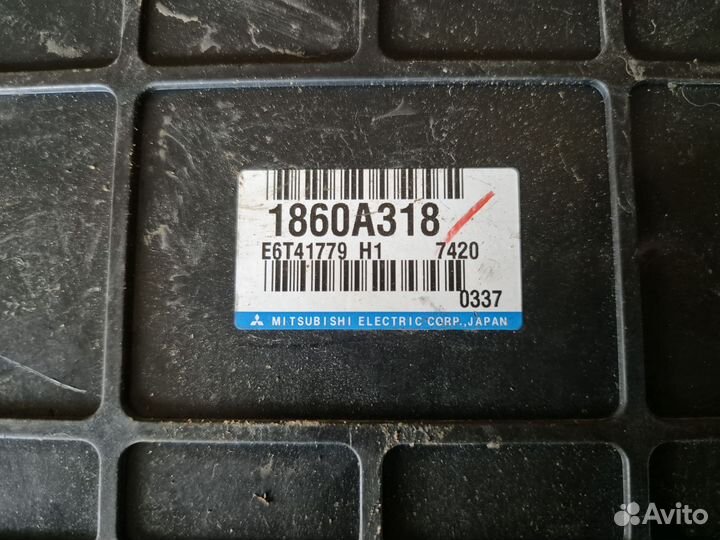 1860A318
E6T41779 H1 7420
0337
MITSUBISHI ELECTRIC CORP., JAPAN
Avito